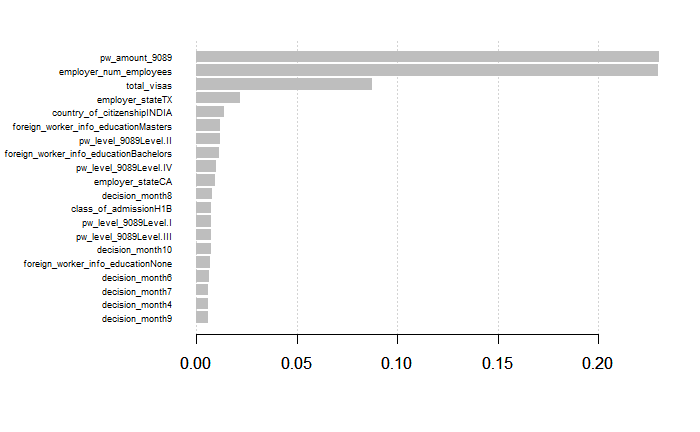 pw_amount_9089
employer_num_employees
total_visas
employer_stateTX
country_of_citizenshipINDIA
foreign_worker_info_educationMasters
pw_level_9089Level.II
foreign_worker_info_educationBachelors
pw_level_9089Level.IV
employer_stateCA
decision_month8
class_of_admissionH1B
pw_level_9089Level.I
pw_level_9089Level.III
decision_month10
foreign_worker_info_educationNone
decision_month6
decision_month7
decision_month4
decision_month9
0.00 0.05 0.10 0.15 0.20